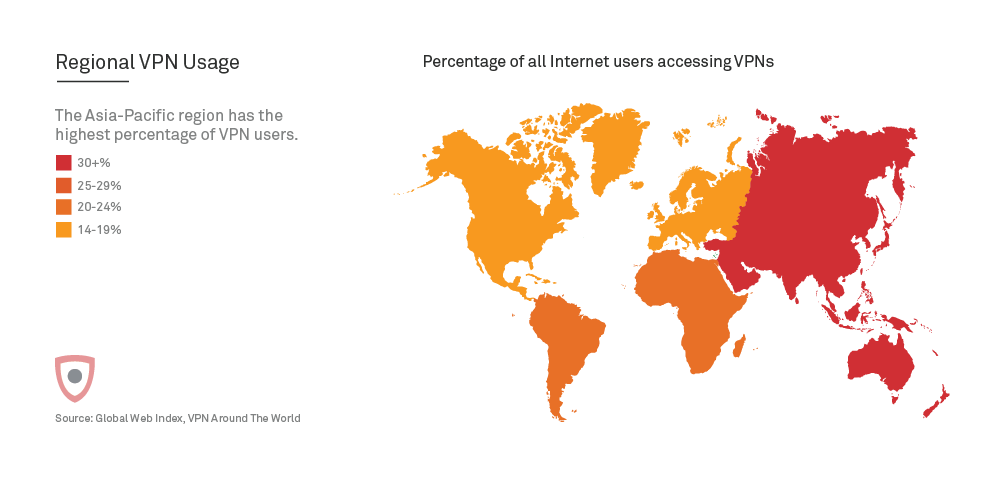 Regional VPN Usage
Percentage of all Internet users accessing VPNs
The Asia-Pacific region has the
highest percentage of VPN users.
30+%
25-29%
20-24%
14-19%
Source: Global Web Index, VPN Around The World